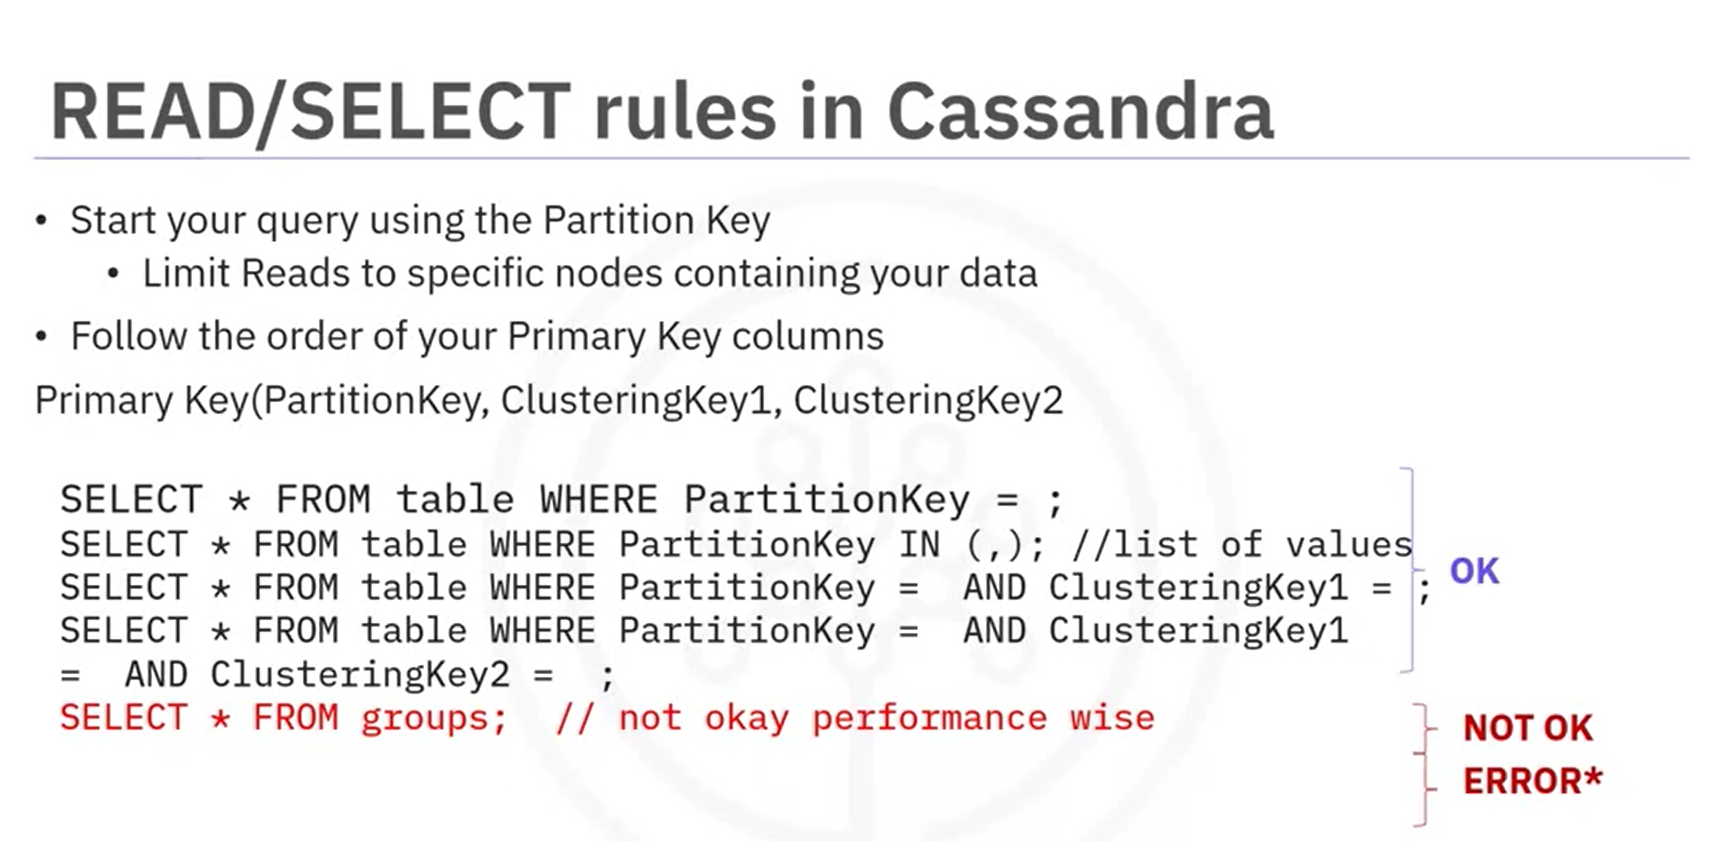 READ/SELECT rules in Cassandra
• Start your query using the Partition Key
• Limit Reads to specific nodes containing your data
• Follow the order of your Primary Key columns
Primary Key(PartitionKey, ClusteringKey1, ClusteringKey2
SELECT * FROM table WHERE PartitionKey = ;
SELECT * FROM table WHERE PartitionKey IN (,); //list of values
SELECT * FROM table WHERE PartitionKey =  AND ClusteringKey1 = ;
OK
SELECT * FROM table WHERE PartitionKey =  AND ClusteringKey1
=  AND ClusteringKey2 =  ;
SELECT * FROM groups;  // not okay performance wise
NOT OK
ERROR*